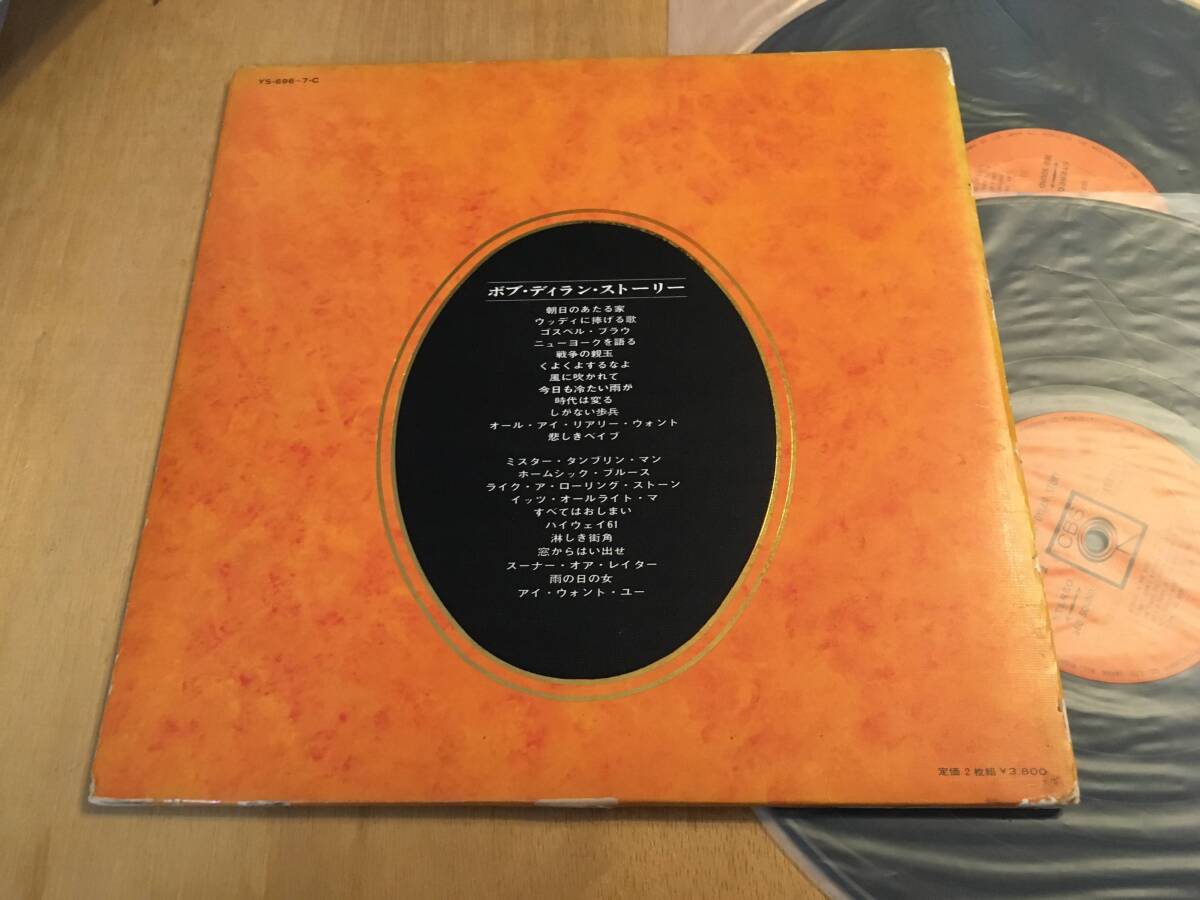 YS-696~7-C
ボブ・ディラン・ストーリー
朝日のあたる家
ウッディに捧げる歌
ゴスペル・プラウ
ニューヨークを語る
戦争の親玉
くよくよするなよ
風に吹かれて
今日も冷たい雨が
時代は変る
しがない歩兵
オール・アイ・リアリー・ウォント
悲しきベイブ
ミスター・タンブリン・マン
ホームシック・ブルース
ライク・ア・ローリング・ストーン
イッツ・オールライト・マ
すべてはおしまい
ハイウェイ61
淋しき街角
窓からはい出せ
スーナー・オア・レイター
雨の日の女
アイ・ウォント・ユー
定価2枚組¥3,800
STEREO
CBS